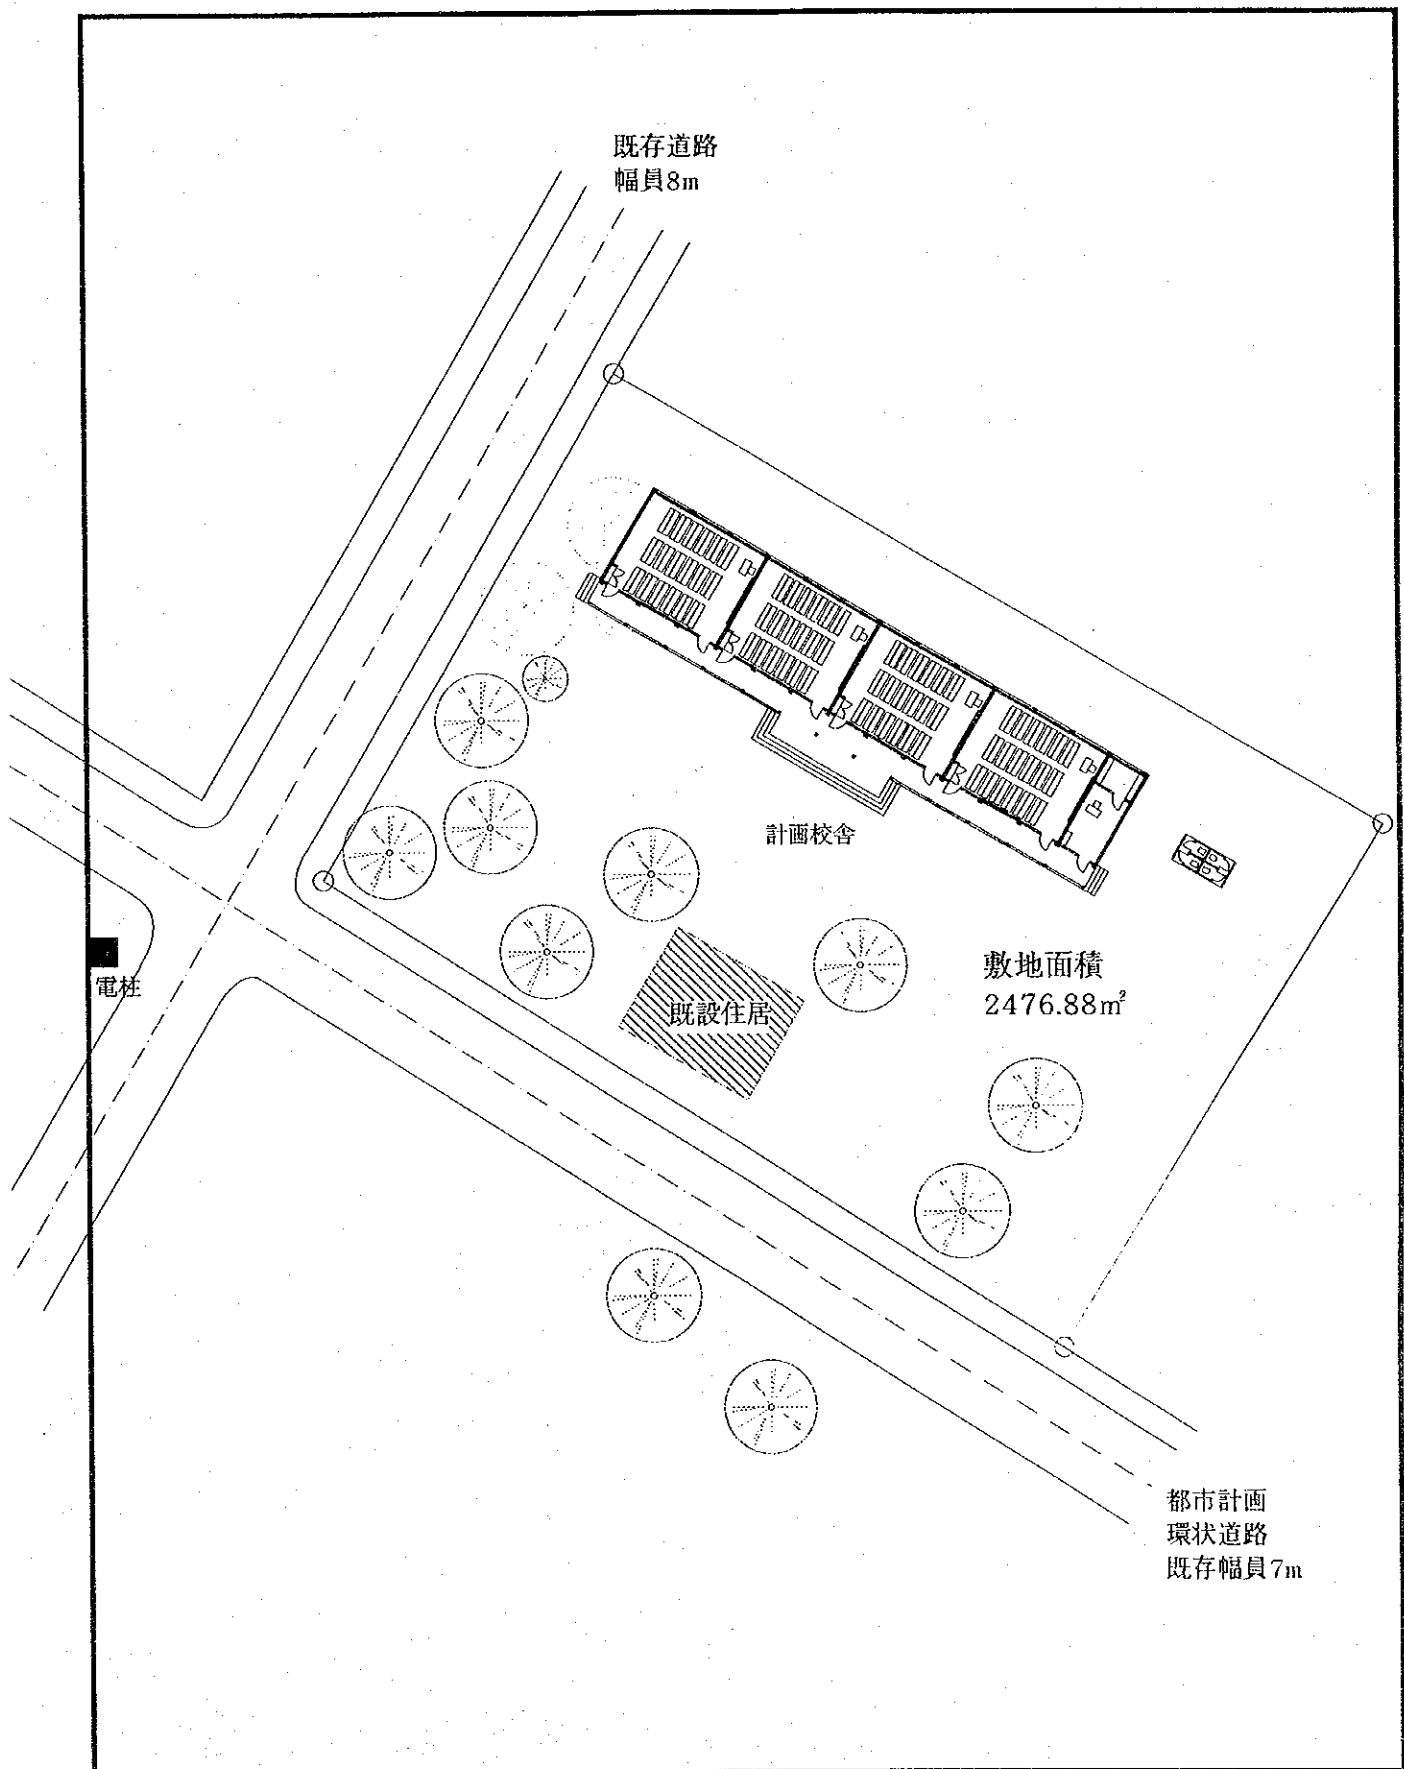 既存道路
幅員8m
計画校舎
敷地面積
2476.88㎡
電柱
既設住居
都市計画
環状道路
既存幅員7m